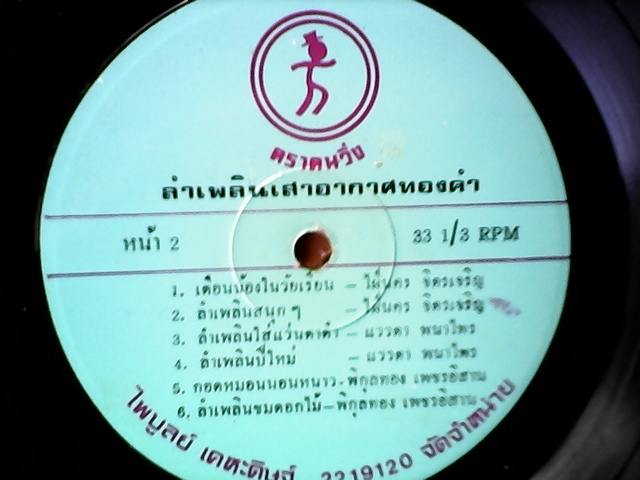 ตราคนวิ่ง
ลำเพลินเสาอากาศทองคำ
หน้า 2
33 1/3 RPM
1. เตือนน้องในวัยเรียน - ไผ่นคร จิตรเจริญ
2. ลำเพลินสนุกๆ - ไผ่นคร จิตรเจริญ
3. ลำเพลินใส่แว่นตาดำ - แววตา พนาไพร
4. ลำเพลินปีใหม่ - แววตา พนาไพร
5. กอดหมอนนอนหนาว - พิกุลทอง เพชรอีสาน
6. ลำเพลินชมดอกไม้ - พิกุลทอง เพชรอีสาน
ไพบูลย์ เคหะดิษฐ์ 2219120 จัดจำหน่าย